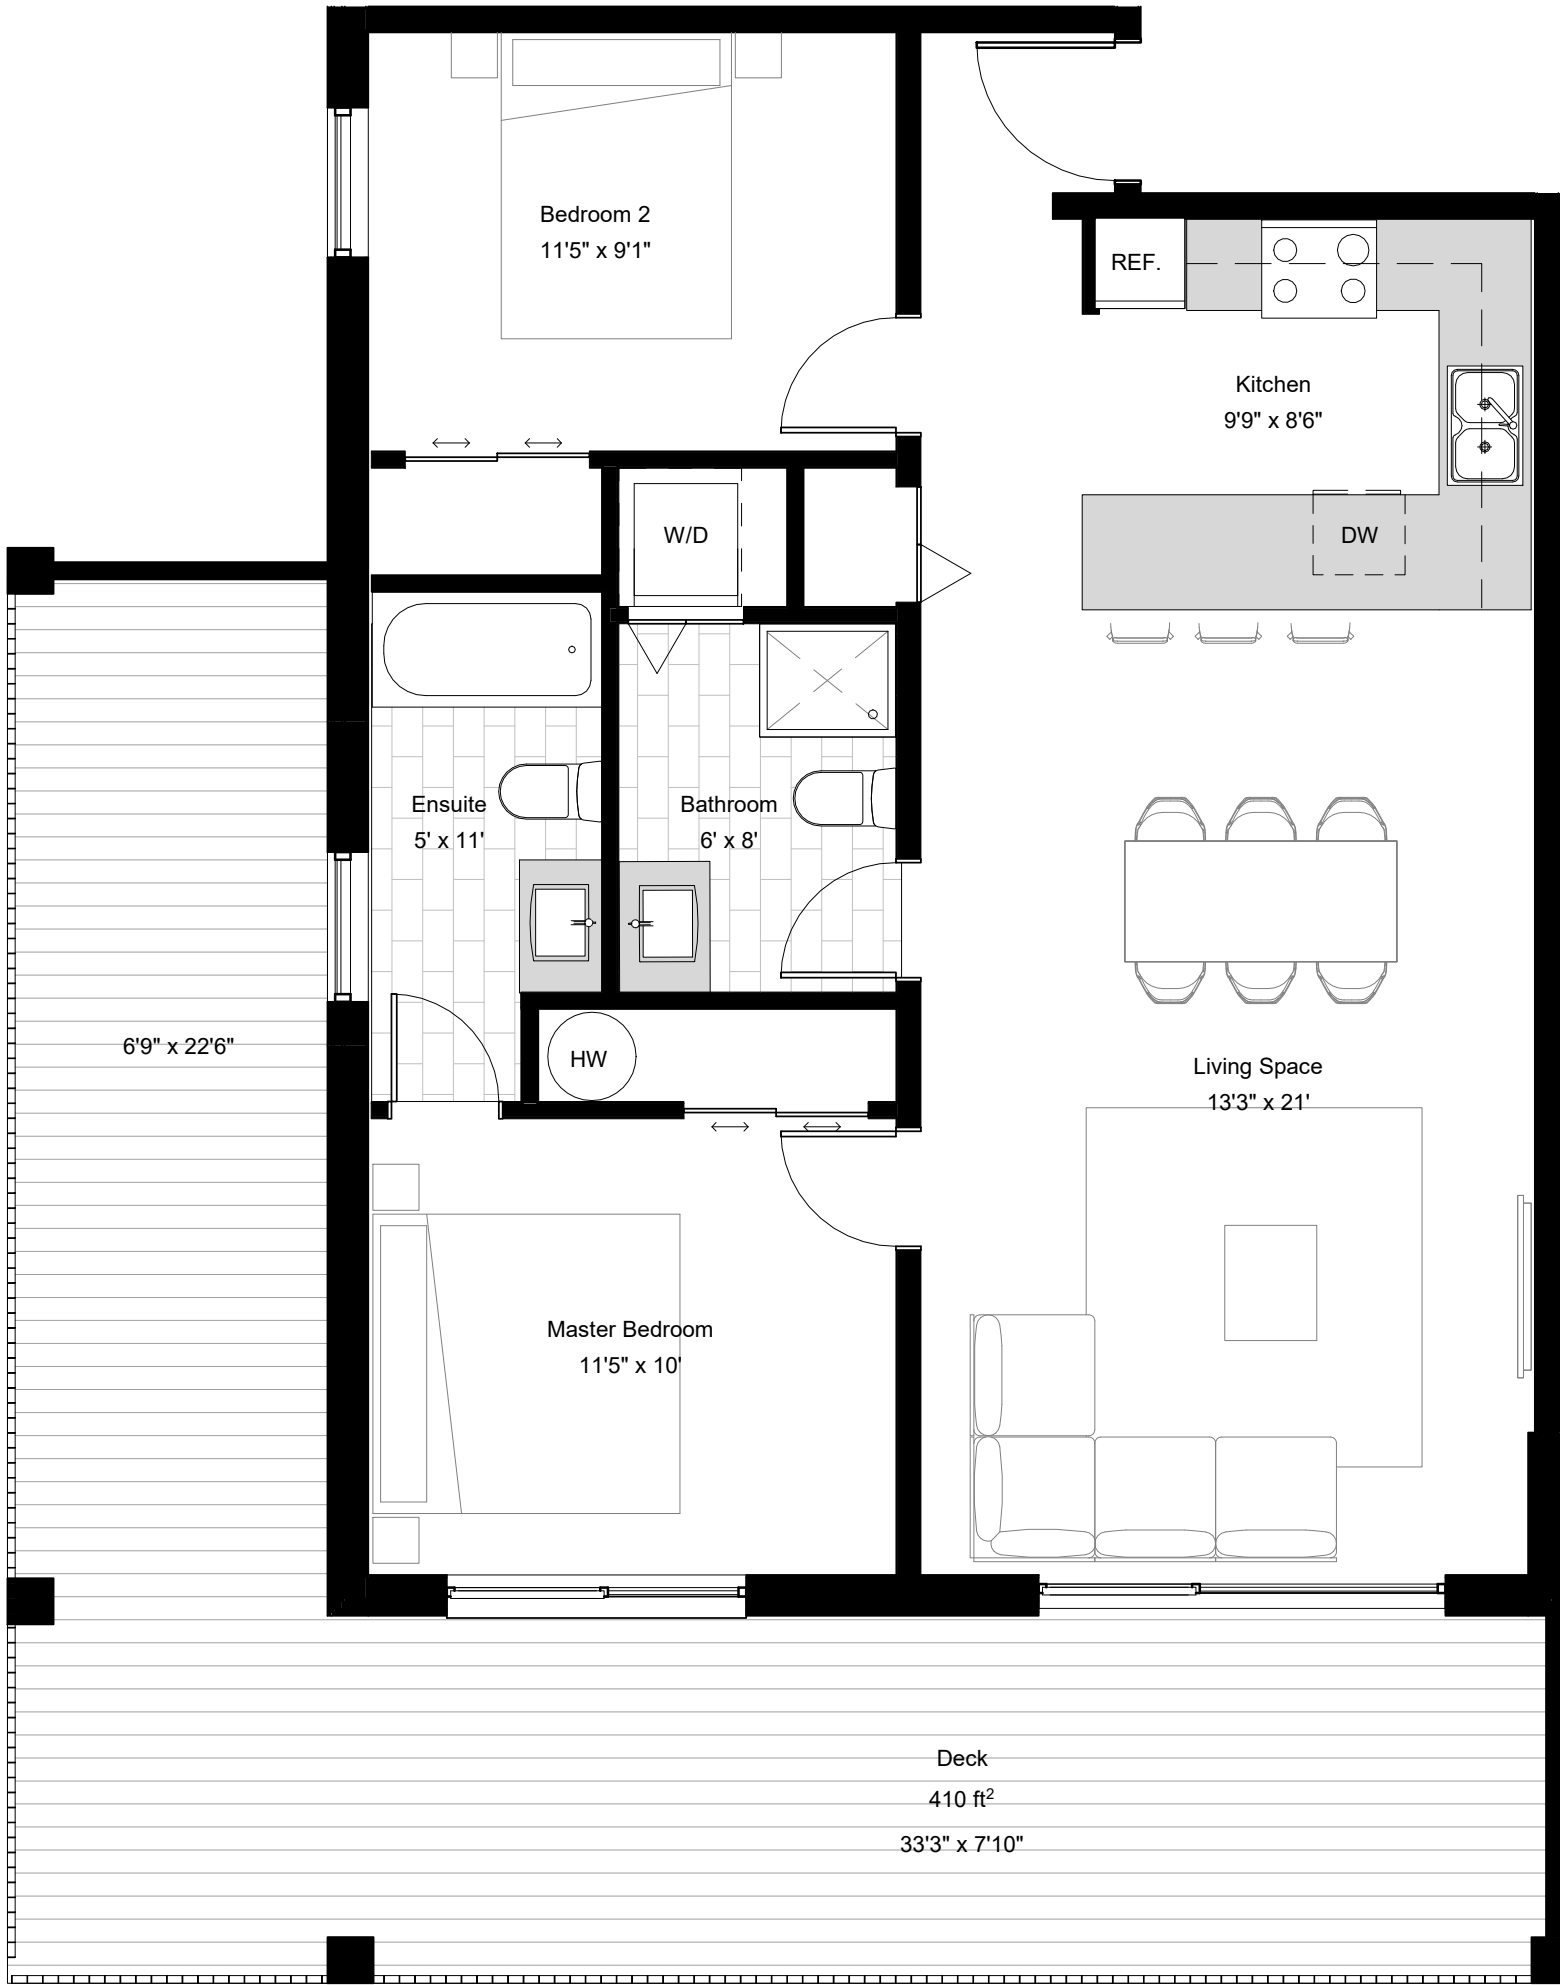 Bedroom 2
11'5" x 9'1"
REF.
Kitchen
9'9" x 8'6"
W/D
DW
Ensuite
5' x 11'
Bathroom
6' x 8'
6'9" x 22'6"
HW
Living Space
13'3" x 21'
Master Bedroom
11'5" x 10'
Deck
410 ft²
33'3" x 7'10"